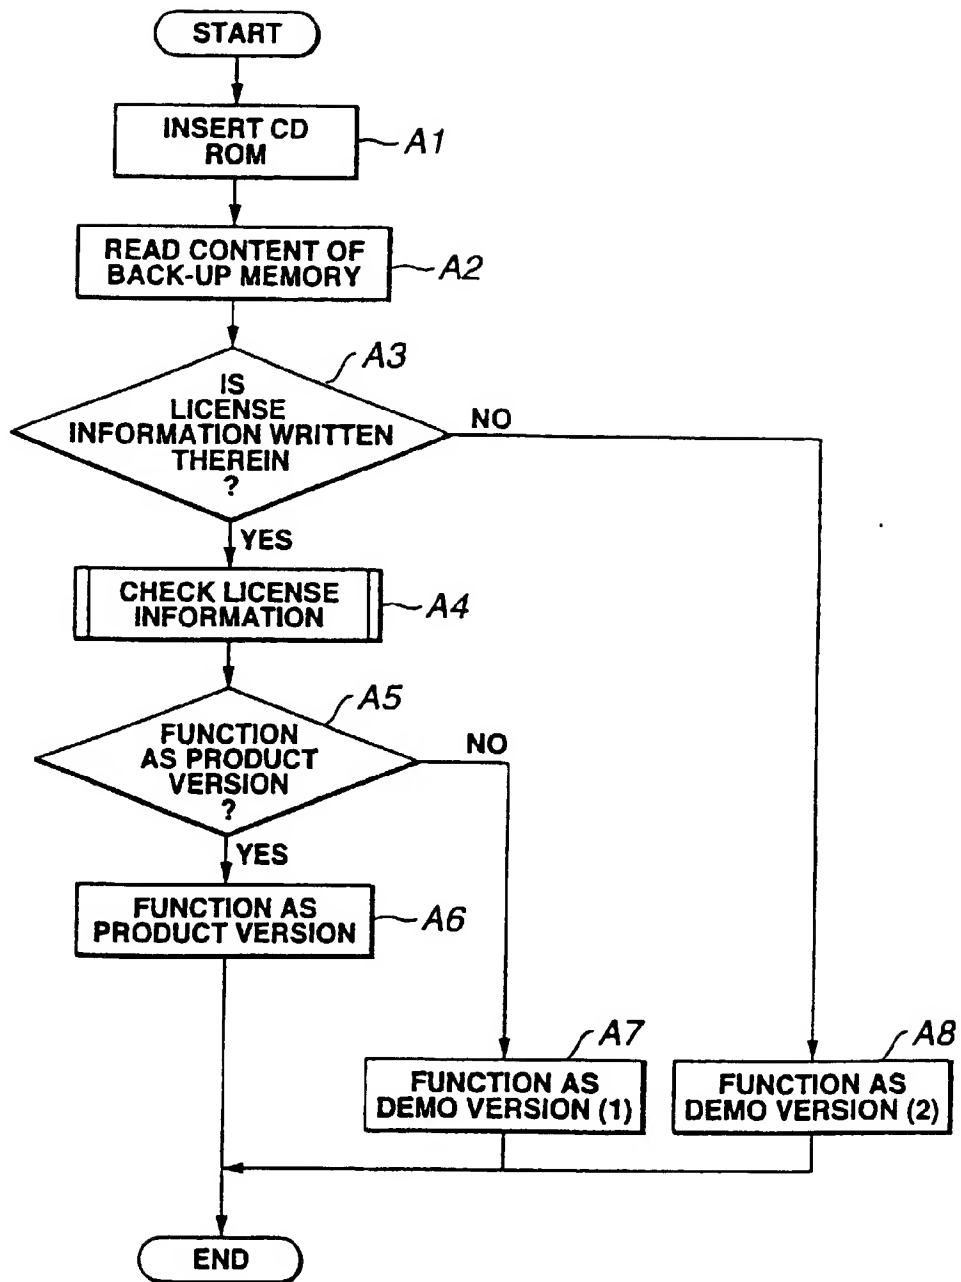 START
INSERT CD
ROM
A1
READ CONTENT OF
BACK-UP MEMORY
A2
A3
IS
LICENSE
INFORMATION WRITTEN
THEREIN
?
NO
YES
CHECK LICENSE
INFORMATION
A4
A5
FUNCTION
AS PRODUCT
VERSION
?
NO
YES
FUNCTION AS
PRODUCT VERSION
A6
A7
FUNCTION AS
DEMO VERSION (1)
A8
FUNCTION AS
DEMO VERSION (2)
END